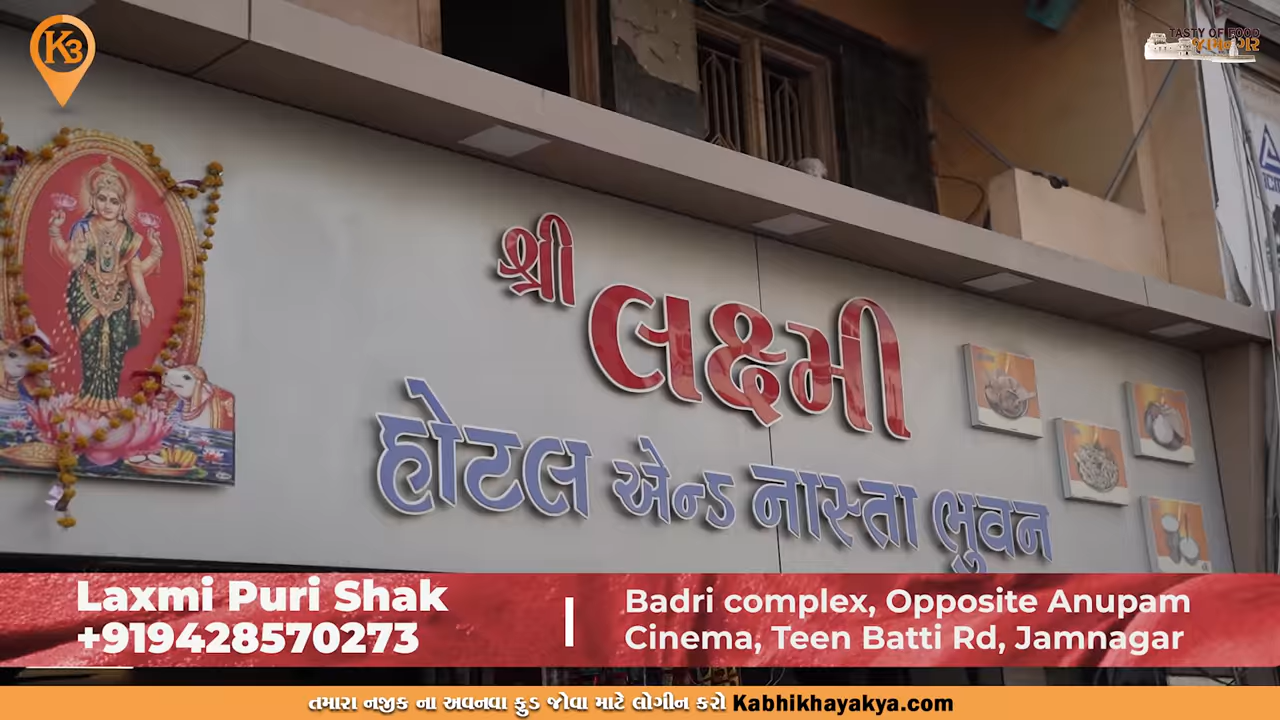 K3
TASTY OF FOOD
જામનગર
શ્રી
લક્ષ્મી
હોટલ એન્ડ નાસ્તા ભુવન
Laxmi Puri Shak
+919428570273
Badri complex, Opposite Anupam
Cinema, Teen Batti Rd, Jamnagar
તમારા નજીક ના અવનવા ફુડ જોવા માટે લોગીન કરો Kabhikhayakya.com